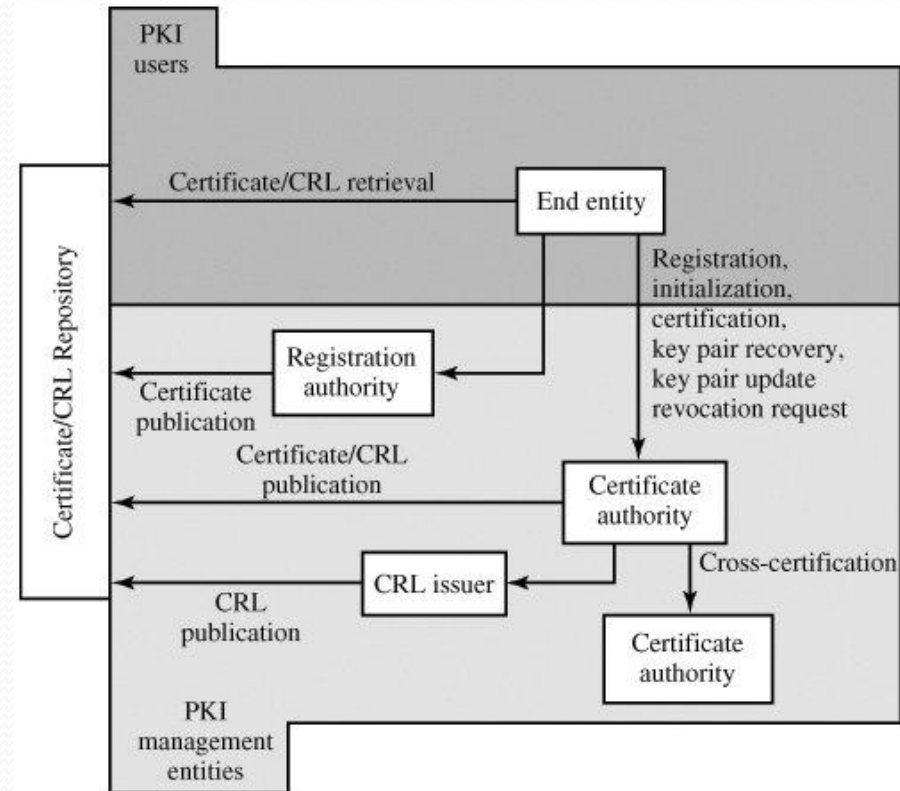 PKI
users
Certificate/CRL retrieval
End entity
Certificate/CRL Repository
Registration,
initialization,
certification,
key pair recovery,
key pair update
revocation request
Registration
authority
Certificate
publication
Certificate/CRL
publication
Certificate
authority
Cross-certification
CRL issuer
CRL
publication
Certificate
authority
PKI
management
entities